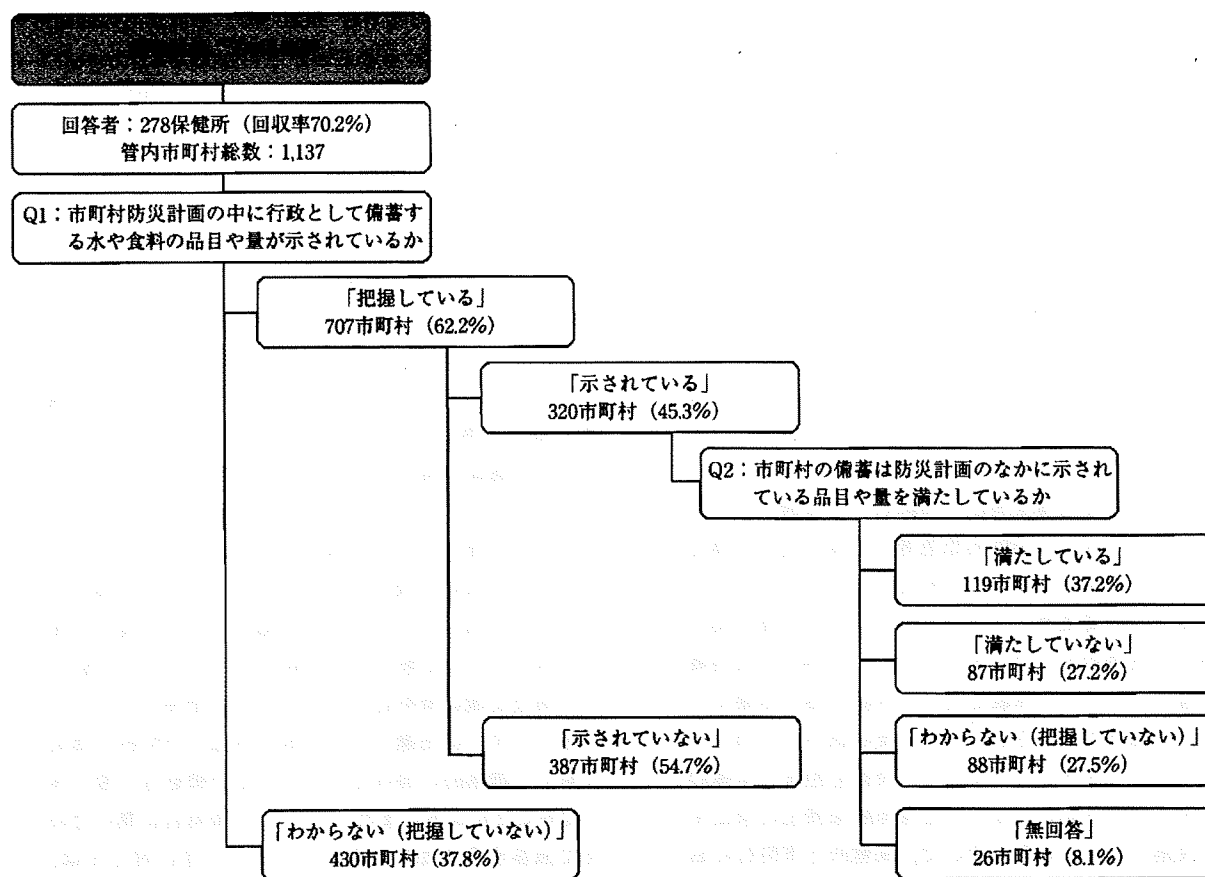 回答者：278保健所（回収率70.2%）
管内市町村総数：1,137
Q1：市町村防災計画の中に行政として備蓄す
る水や食料の品目や量が示されているか
「把握している」
707市町村（62.2%）
「示されている」
320市町村（45.3%）
Q2：市町村の備蓄は防災計画のなかに示され
ている品目や量を満たしているか
「満たしている」
119市町村（37.2%）
「満たしていない」
87市町村（27.2%）
「示されていない」
387市町村（54.7%）
「わからない（把握していない）」
88市町村（27.5%）
「わからない（把握していない）」
430市町村（37.8%）
「無回答」
26市町村（8.1%）